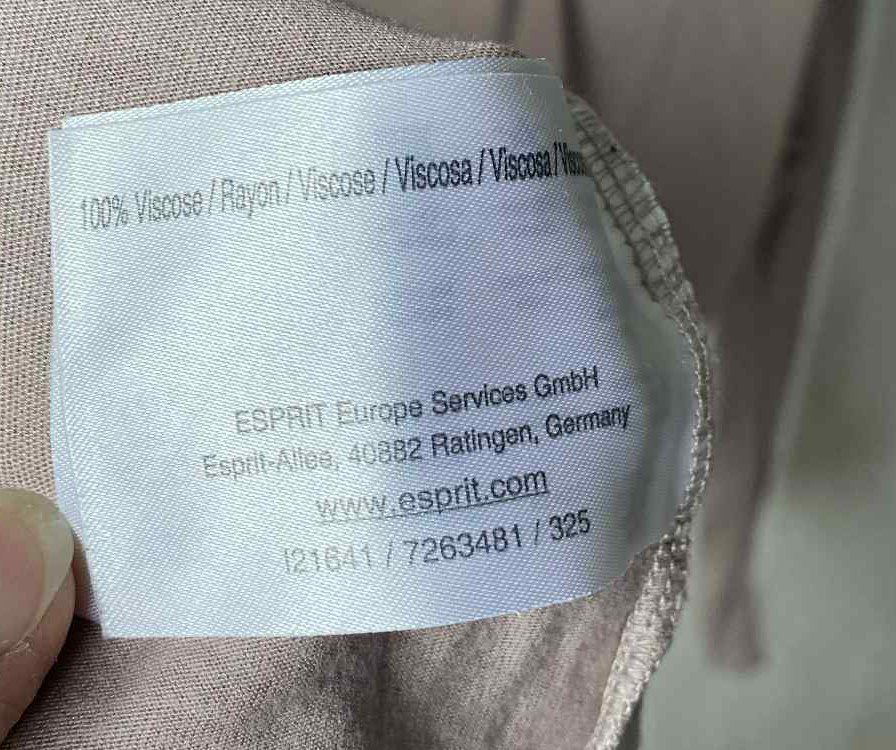 100% Viscose / Rayon / Viscose / Viscosa / Viscosa /
ESPRIT Europe Services GmbH
Esprit-Allee, 40882 Ratingen, Germany
www.esprit.com
I21641 / 7263481 / 325